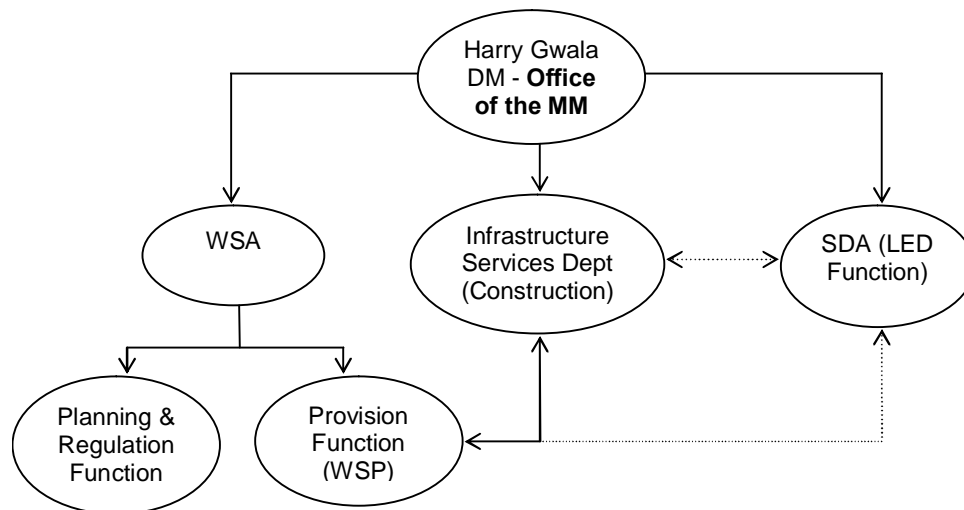 Harry Gwala
DM - Office
of the MM
WSA
Infrastructure
Services Dept
(Construction)
SDA (LED
Function)
Planning &
Regulation
Function
Provision
Function
(WSP)